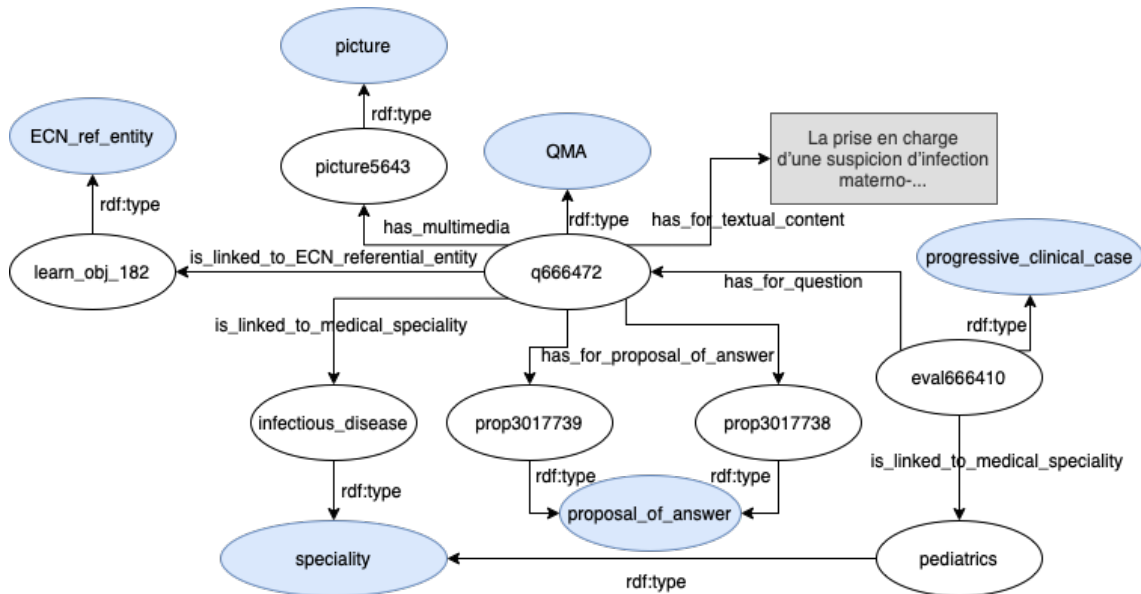 picture
rdf:type
ECN_ref_entity
picture5643
QMA
La prise en charge
d'une suspicion d'infection
materno-...
rdf:type
rdf:type
has_multimedia
has_for_textual_content
learn_obj_182
is_linked_to_ECN_referential_entity
q666472
has_for_question
progressive_clinical_case
is_linked_to_medical_speciality
rdf:type
has_for_proposal_of_answer
eval666410
infectious_disease
prop3017739
prop3017738
is_linked_to_medical_speciality
rdf:type
rdf:type
rdf:type
proposal_of_answer
speciality
pediatrics
rdf:type